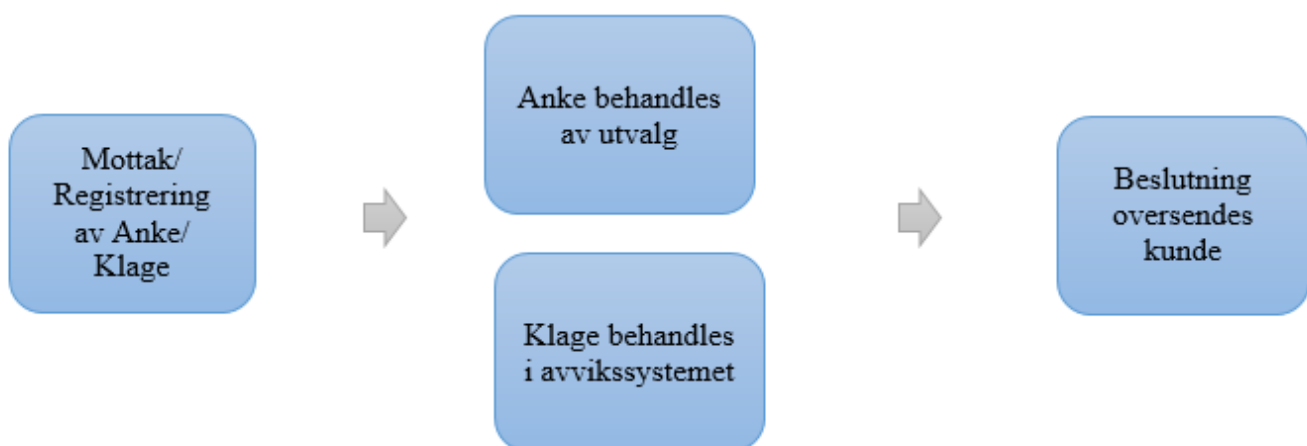 Mottak/
Registrering
av Anke/
Klage
Anke behandles
av utvalg
Klage behandles
i avvikssystemet
Beslutning
oversendes
kunde